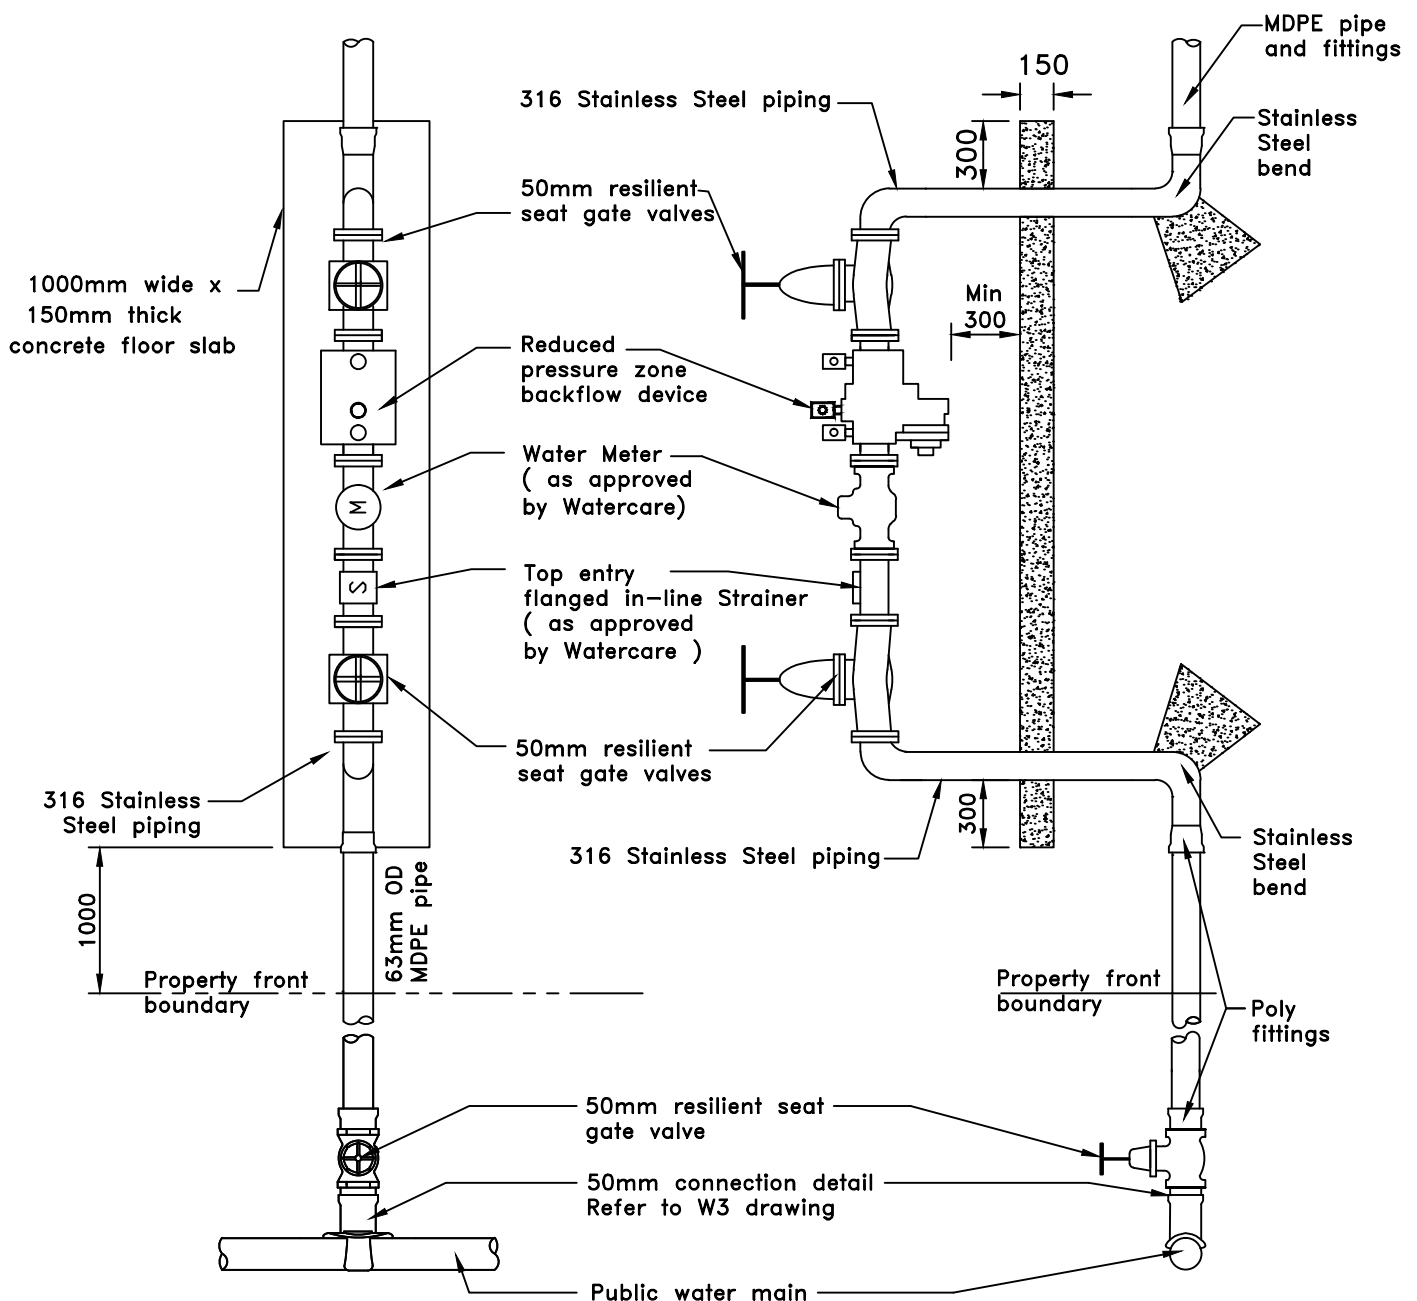 MDPE pipe
and fittings
150
316 Stainless Steel piping
Stainless
Steel
bend
300
50mm resilient
seat gate valves
1000mm wide x
150mm thick
concrete floor slab
Min
300
Reduced
pressure zone
backflow device
Water Meter
( as approved
by Watercare)
M
Top entry
flanged in-line Strainer
( as approved
by Watercare )
S
50mm resilient
seat gate valves
316 Stainless
Steel piping
300
316 Stainless Steel piping
Stainless
Steel
bend
1000
63mm OD
MDPE pipe
Property front
boundary
Property front
boundary
Poly
fittings
50mm resilient seat
gate valve
50mm connection detail
Refer to W3 drawing
Public water main